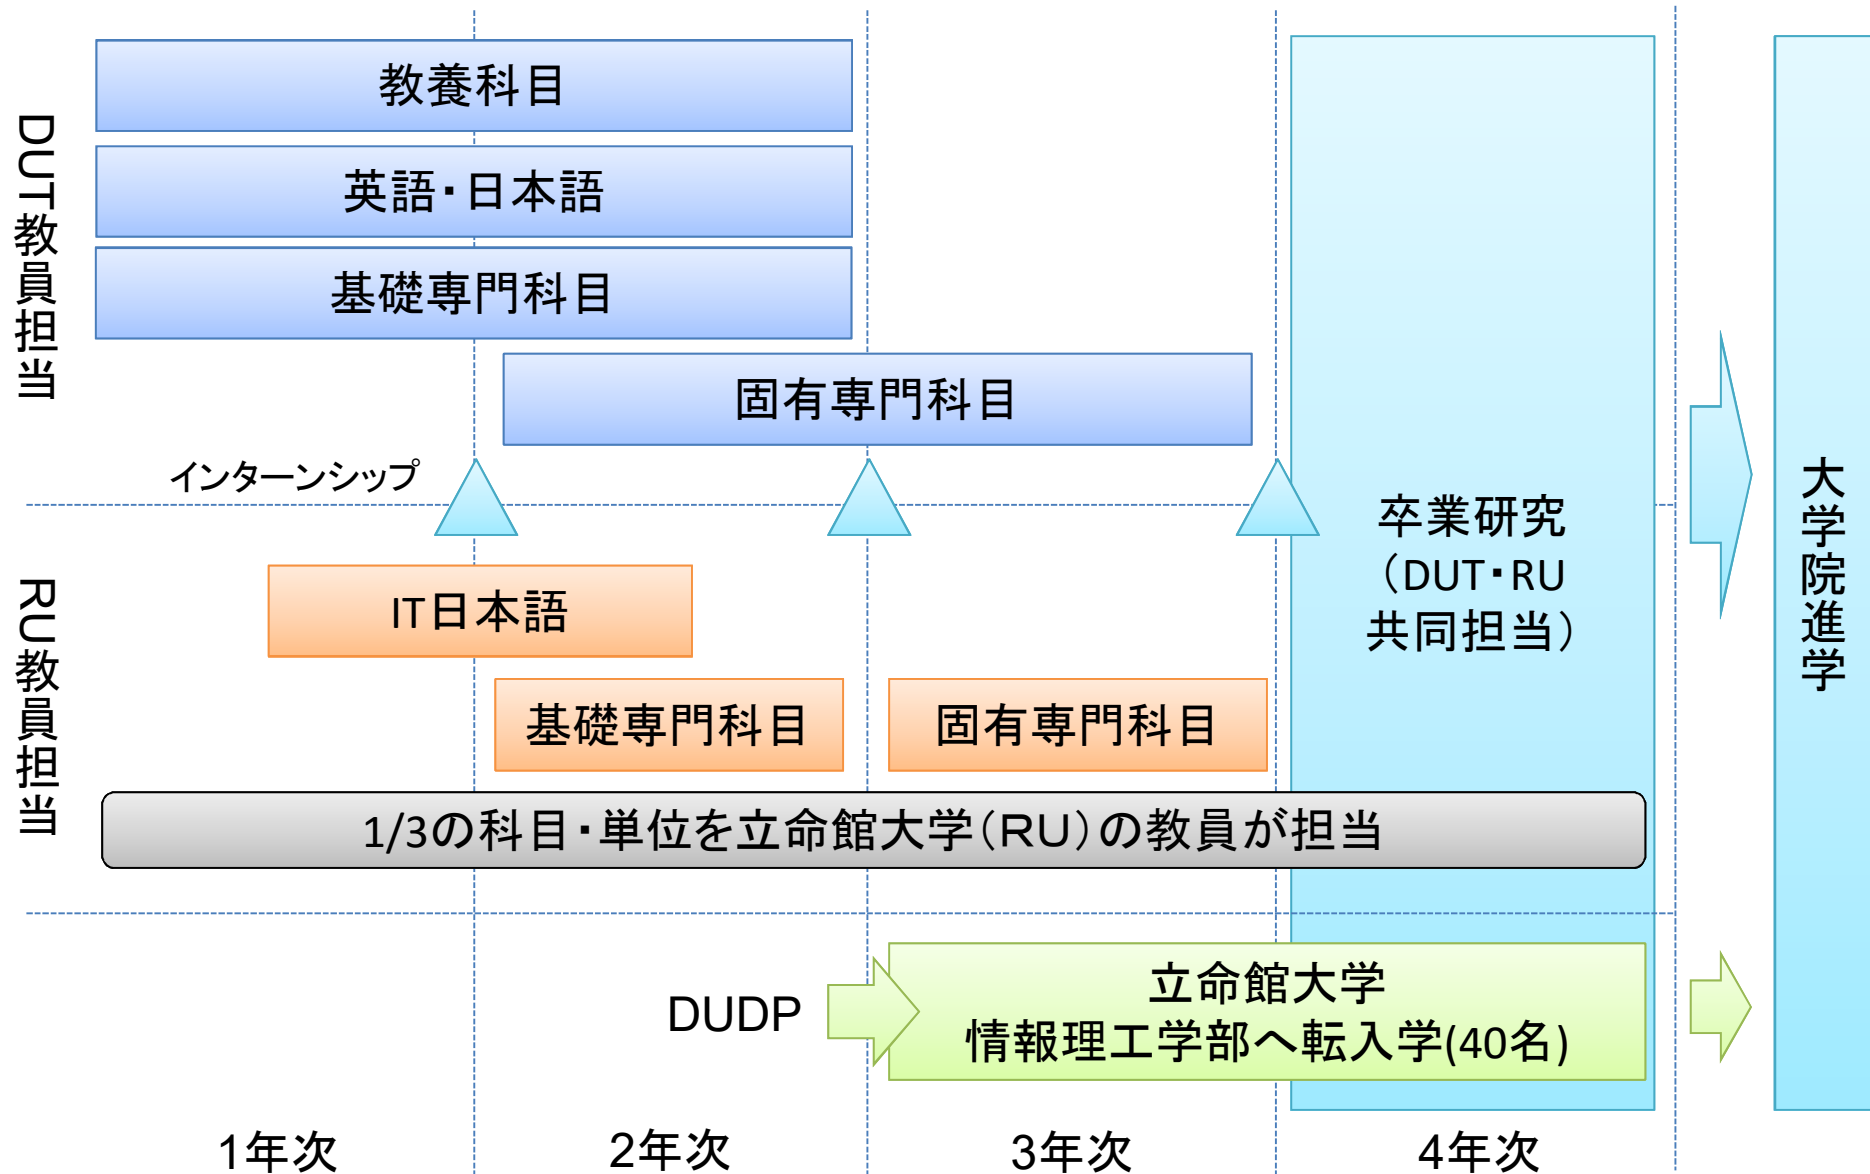 DUT教員担当
教養科目
英語・日本語
基礎専門科目
固有専門科目
インターンシップ
RU教員担当
IT日本語
基礎専門科目
固有専門科目
1/3の科目・単位を立命館大学(RU)の教員が担当
卒業研究
(DUT・RU
共同担当)
大学院進学
DUDP
立命館大学
情報理工学部へ転入学(40名)
1年次
2年次
3年次
4年次